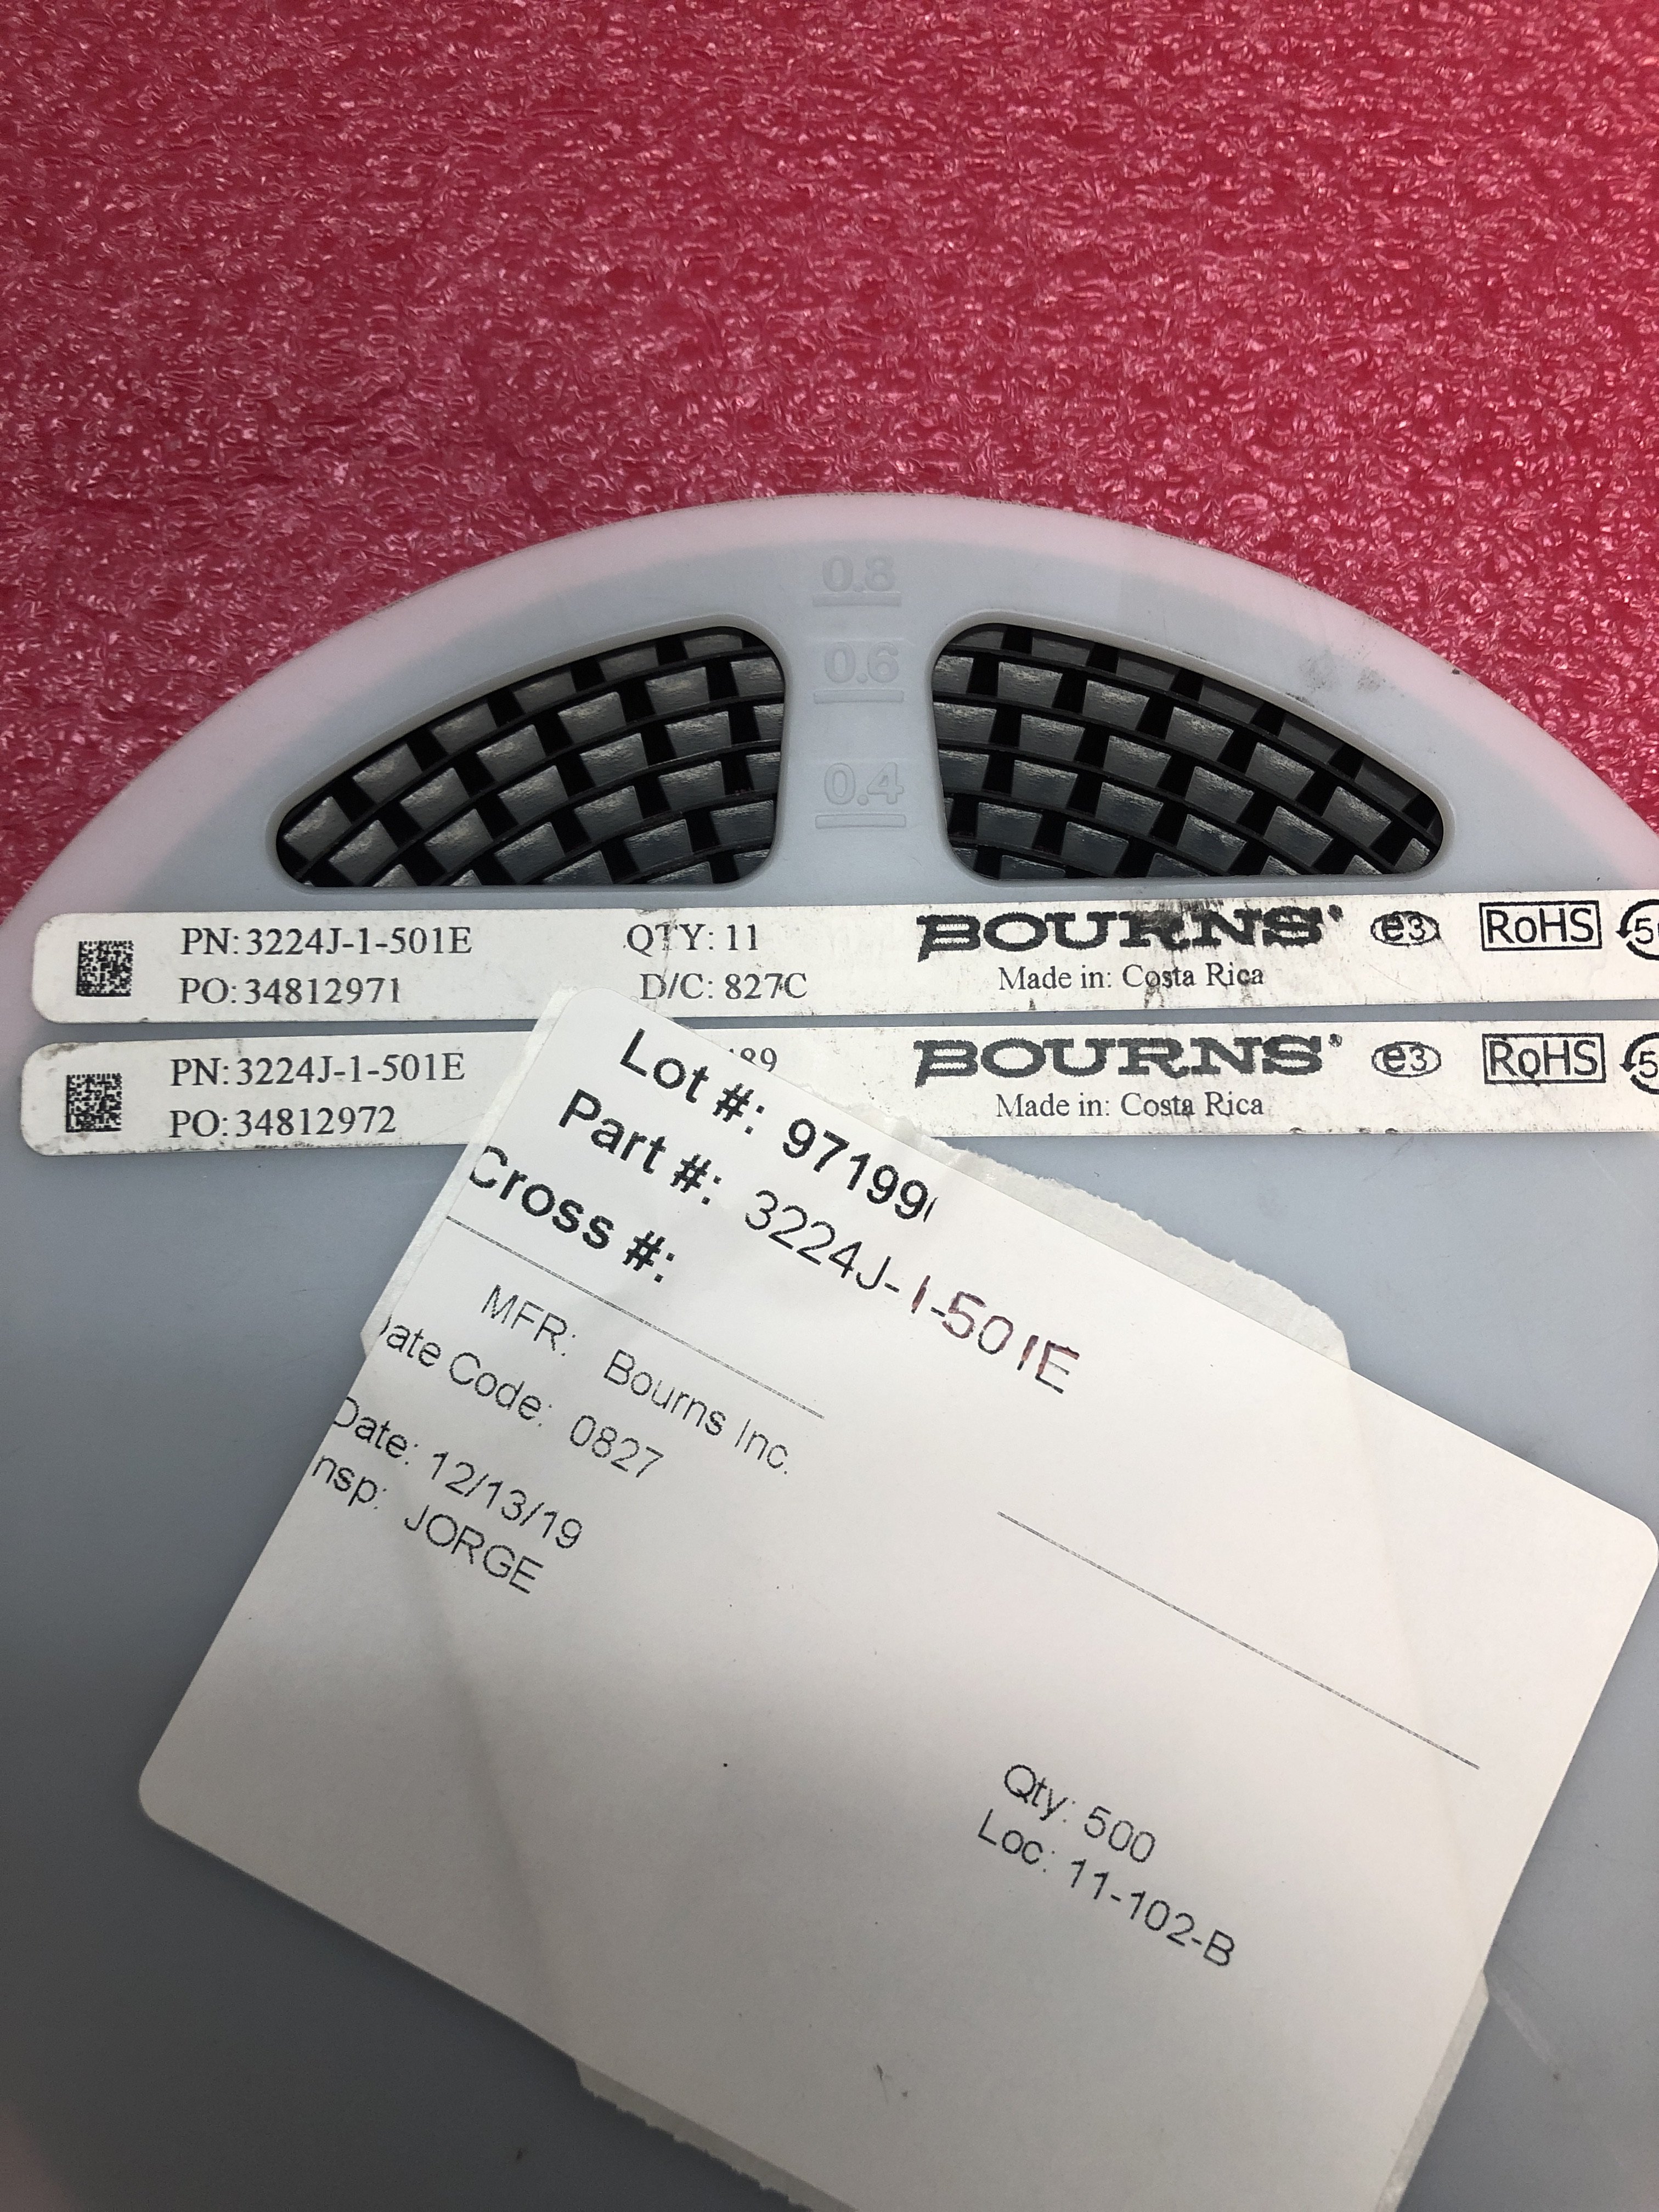 0.8
0.6
0.4
PN: 3224J-1-501E QTY: 11 BOURNS' e3 RoHS
PO: 34812971 D/C: 827C Made in: Costa Rica
PN: 3224J-1-501E BOURNS' e3 RoHS
PO: 34812972 Made in: Costa Rica
Lot #:
Part #: 3224J-1-501E
Cross #:
MFR: Bourns Inc.
Code: 0827
Date: 12/13/19
JORGE
Qty: 500
Loc: 11-102-B